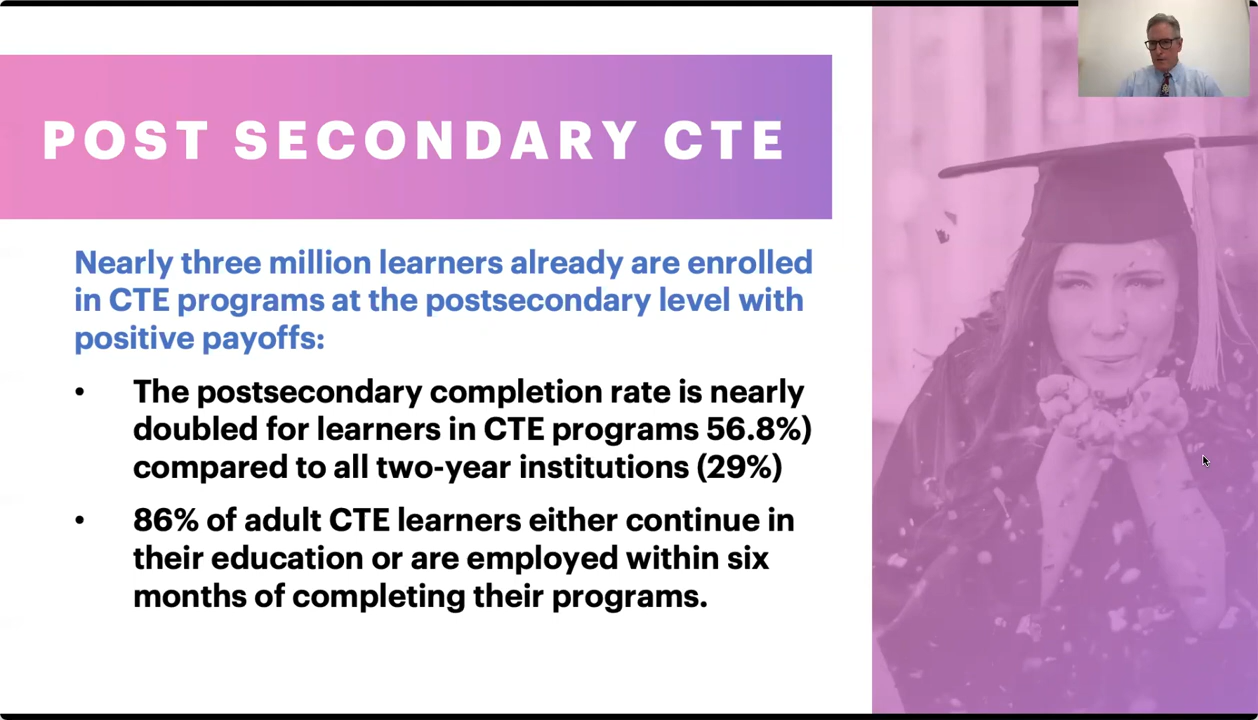 POST SECONDARY CTE
Nearly three million learners already are enrolled
in CTE programs at the postsecondary level with
positive payoffs:
• The postsecondary completion rate is nearly
doubled for learners in CTE programs 56.8%)
compared to all two-year institutions (29%)
• 86% of adult CTE learners either continue in
their education or are employed within six
months of completing their programs.